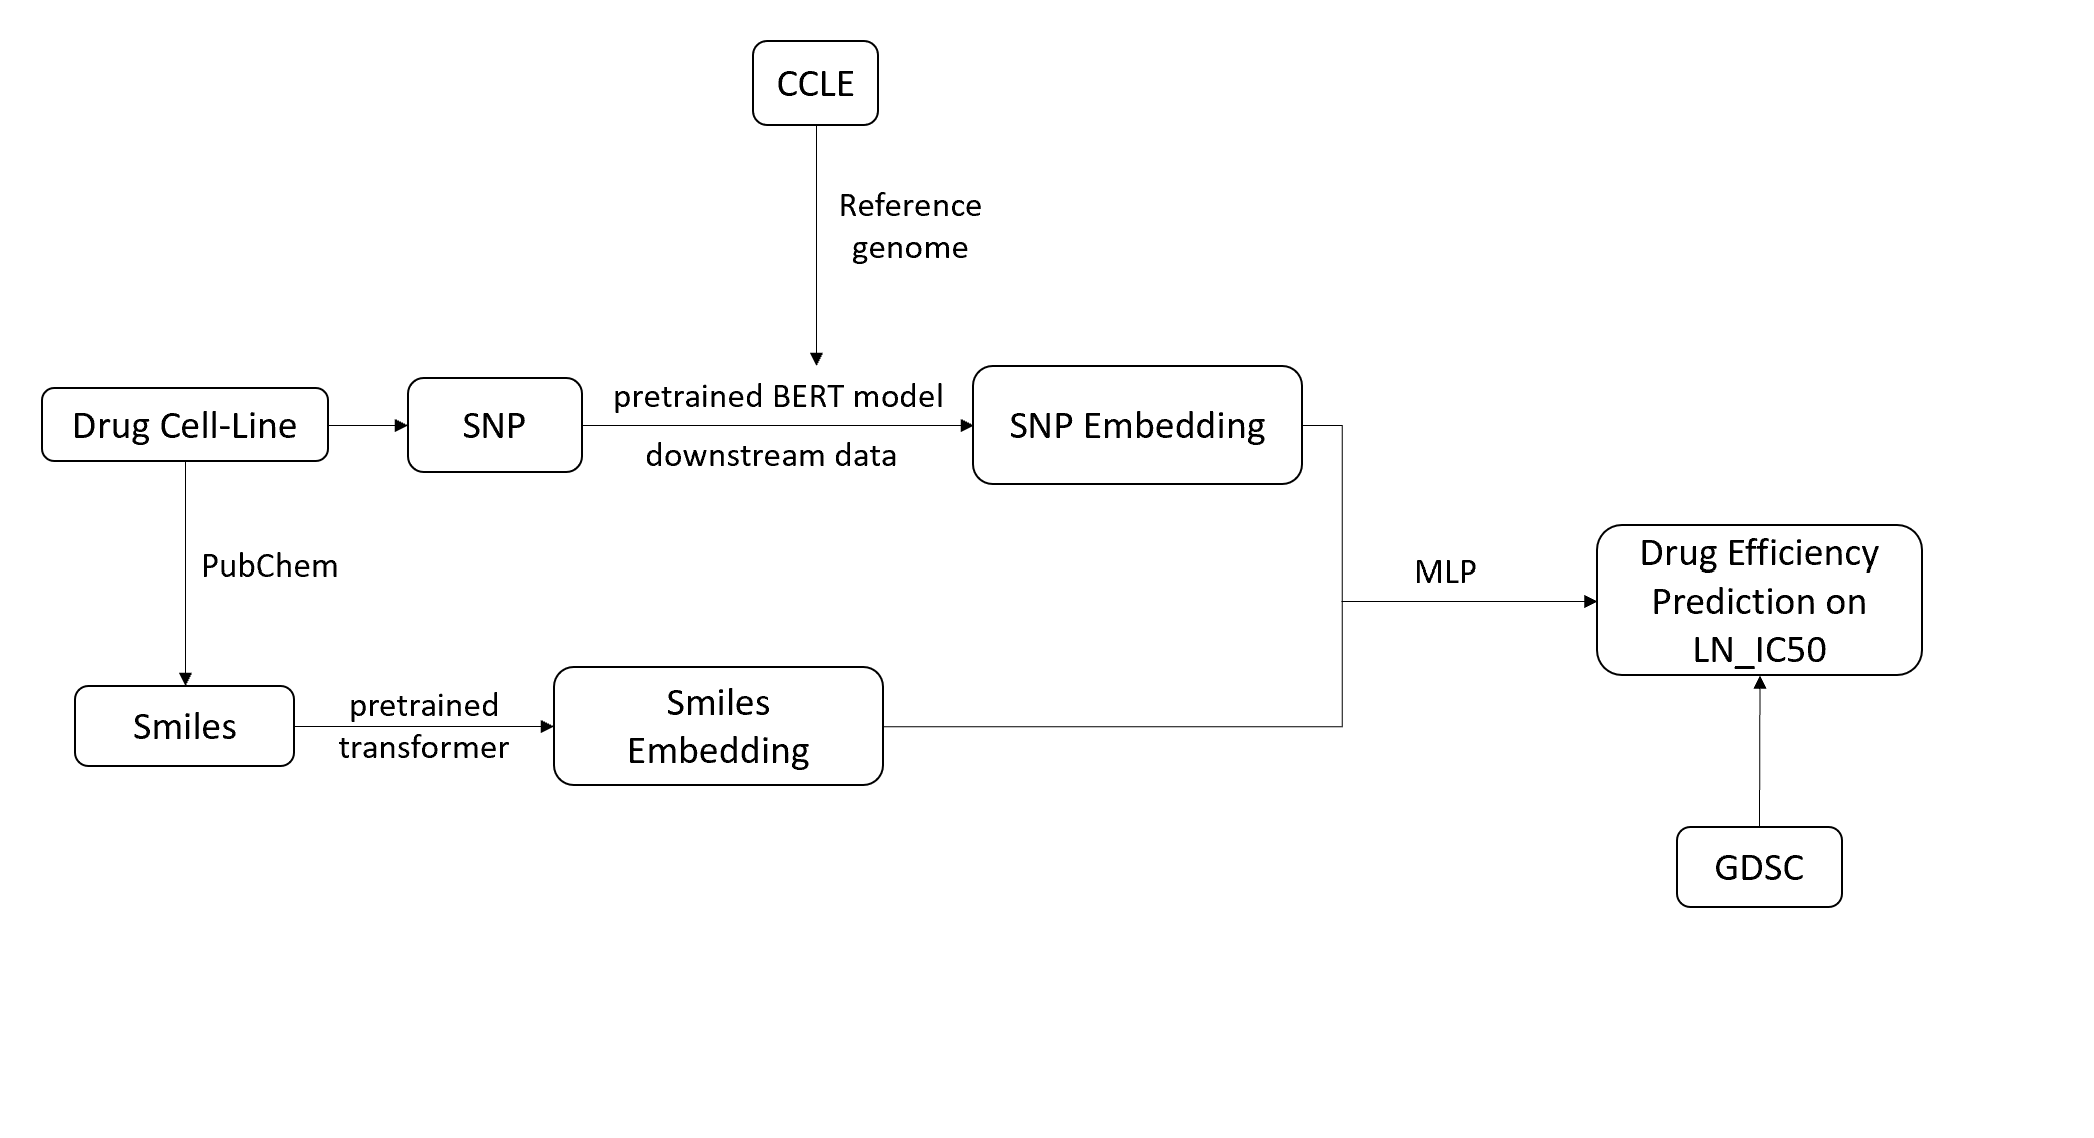 CCLE
Reference
genome
Drug Cell-Line
SNP
pretrained BERT model
downstream data
SNP Embedding
PubChem
MLP
Drug Efficiency
Prediction on
LN_IC50
Smiles
pretrained
transformer
Smiles
Embedding
GDSC